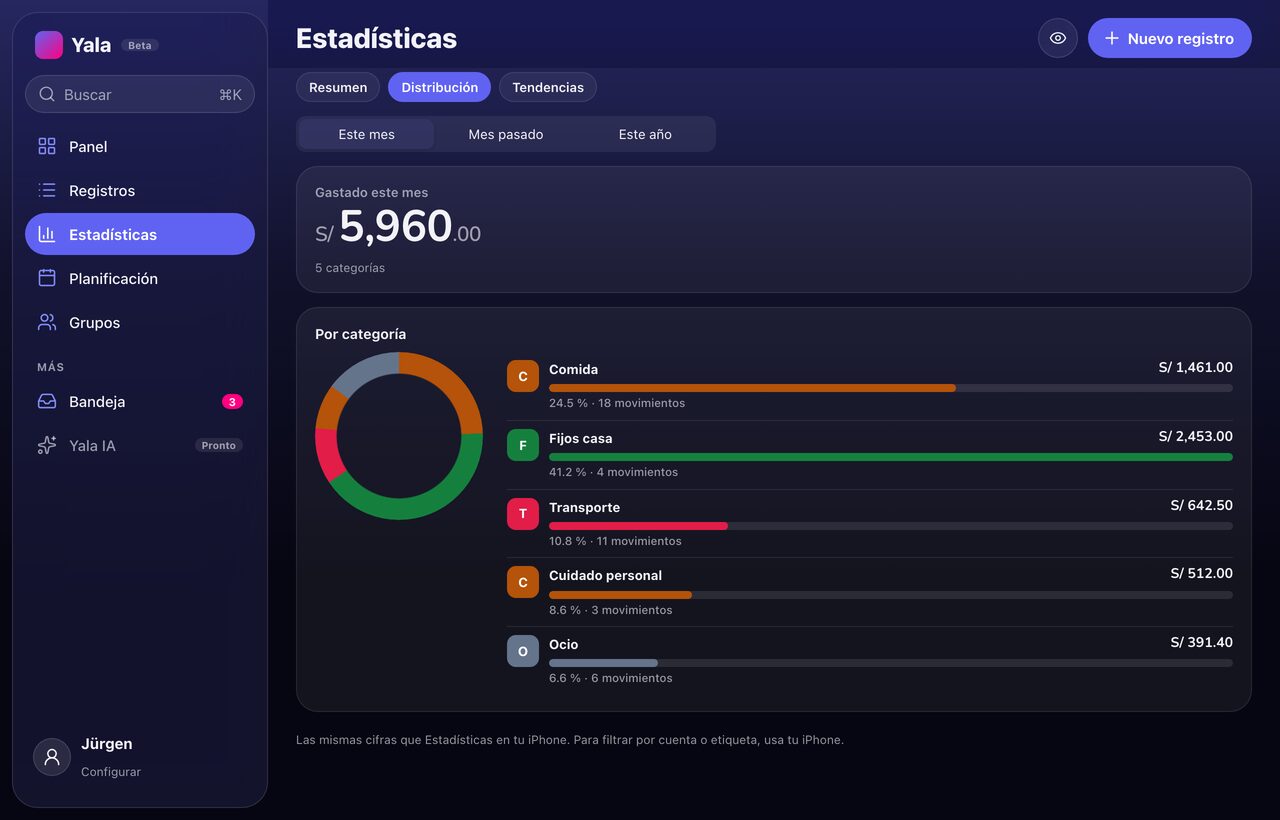 Yala Beta
Buscar ⌘K
Panel
Registros
Estadísticas
Planificación
Grupos
MÁS
Bandeja 3
Yala IA Pronto
Jürgen
Configurar
Estadísticas
Nuevo registro
Resumen Distribución Tendencias
Este mes Mes pasado Este año
Gastado este mes
S/ 5,960.00
5 categorías
Por categoría
C Comida S/ 1,461.00
24.5 % · 18 movimientos
F Fijos casa S/ 2,453.00
41.2 % · 4 movimientos
T Transporte S/ 642.50
10.8 % · 11 movimientos
C Cuidado personal S/ 512.00
8.6 % · 3 movimientos
O Ocio S/ 391.40
6.6 % · 6 movimientos
Las mismas cifras que Estadísticas en tu iPhone. Para filtrar por cuenta o etiqueta, usa tu iPhone.